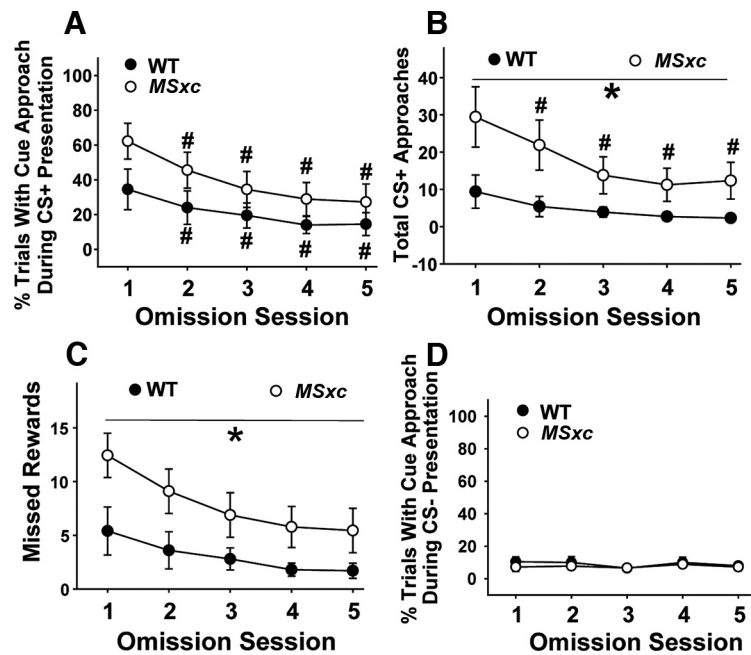 A
% Trials With Cue Approach
During CS+ Presentation
100
80
60
40
20
0
WT
MSxc
# # # #
# # # #
1 2 3 4 5
Omission Session
B
Total CS+ Approaches
40
30
20
10
0
-10
WT MSxc
*
# # # #
1 2 3 4 5
Omission Session
C
Missed Rewards
15
10
5
0
WT MSxc
*
1 2 3 4 5
Omission Session
D
% Trials With Cue Approach
During CS- Presentation
100
80
60
40
20
0
WT
MSxc
1 2 3 4 5
Omission Session